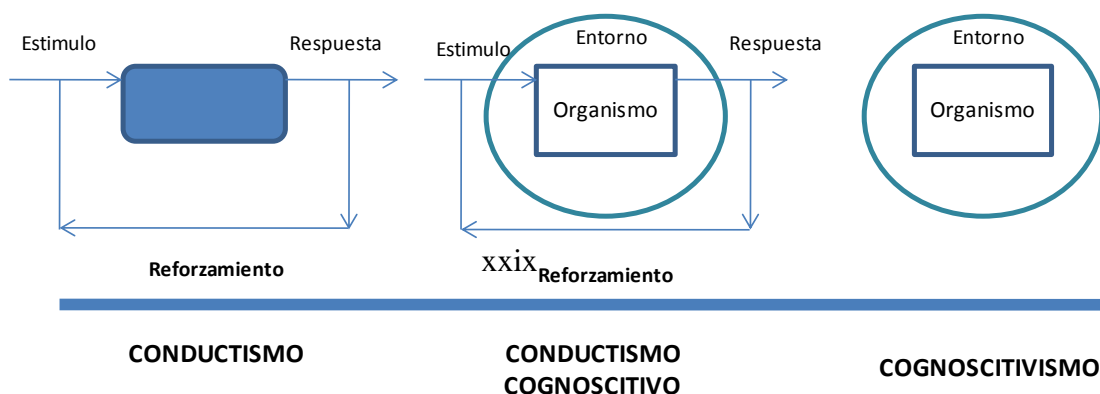 Estimulo
Respuesta
Reforzamiento
CONDUCTISMO
Estimulo
Entorno
Respuesta
Organismo
xxix
Reforzamiento
CONDUCTISMO
COGNOSCITIVO
Entorno
Organismo
COGNOSCITIVISMO